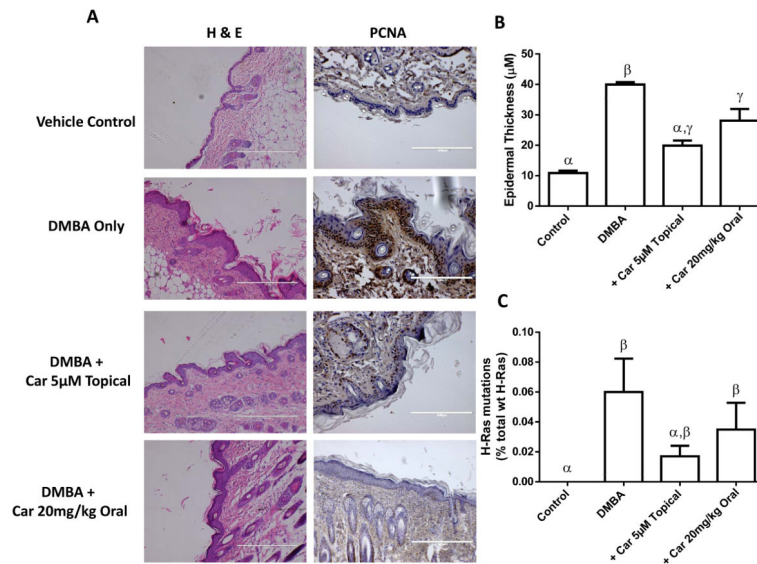 A
H & E
PCNA
Vehicle Control
DMBA Only
DMBA +
Car 5µM Topical
DMBA +
Car 20mg/kg Oral
B
Epidermal Thickness (µM)
50
40
30
20
10
0
α
β
α,γ
γ
Control
DMBA
+ Car 5µM Topical
+ Car 20mg/kg Oral
C
H-Ras mutations
(% total wt H-Ras)
0.10
0.08
0.06
0.04
0.02
0.00
α
β
α,β
β
Control
DMBA
+ Car 5µM Topical
+ Car 20mg/kg Oral